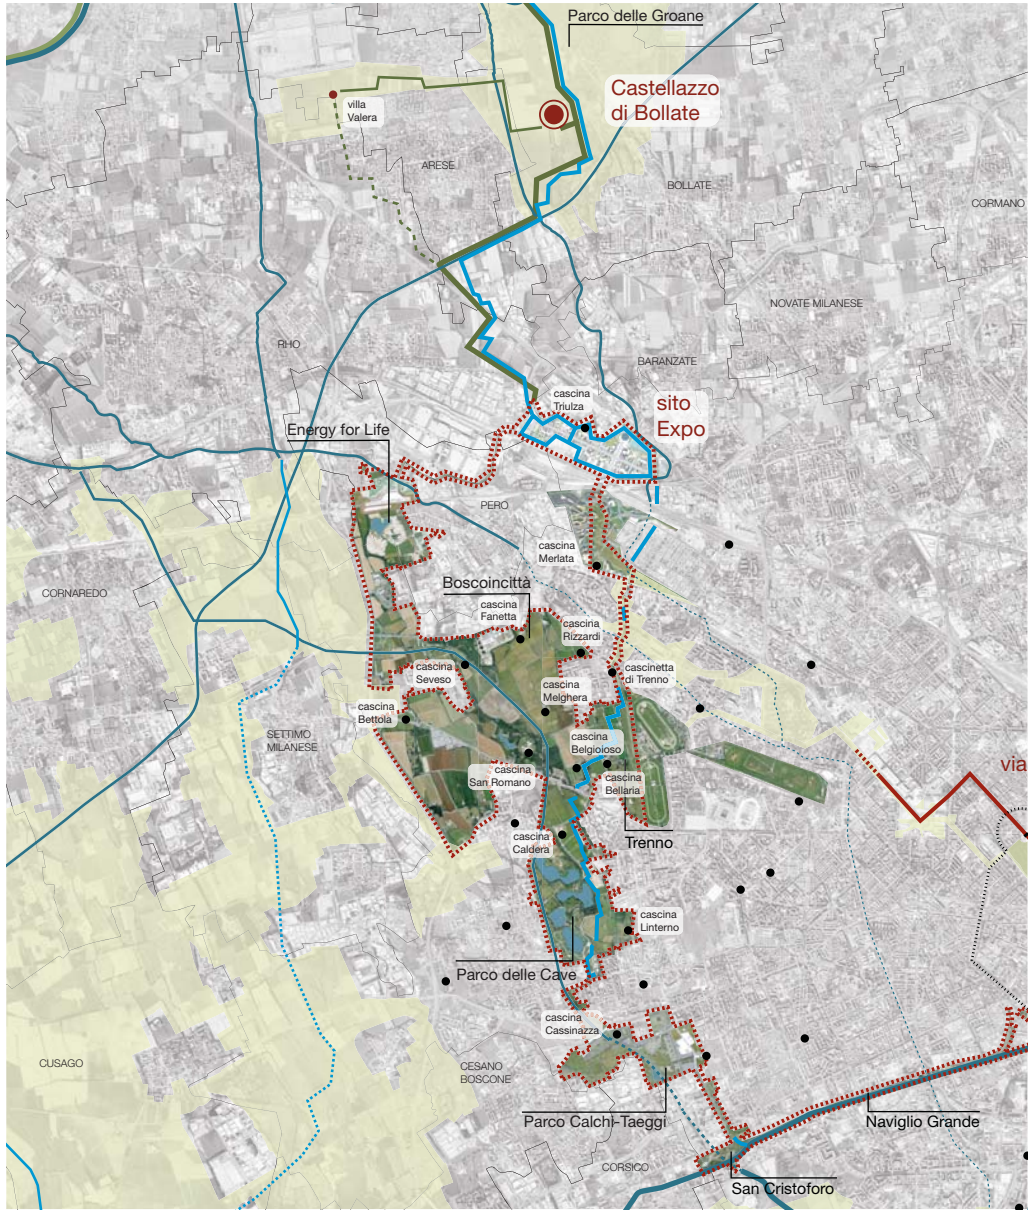 Parco delle Groane
Castellazzo
di Bollate
villa
Valera
ARESE
BOLLATE
CORMANO
NOVATE MILANESE
RHO
BARANZATE
cascina
Triulza
sito
Expo
Energy for Life
PERO
cascina
Merlata
CORNAREDO
Boscoincittà
cascina
Fanetta
cascina
Rizzardi
cascina
Seveso
cascinetta
di Trenno
cascina
Melghera
cascina
Bettola
SETTIMO
MILANESE
cascina
Belgioioso
cascina
San Romano
cascina
Bellaria
via
cascina
Caldera
Trenno
cascina
Linterno
Parco delle Cave
cascina
Cassinazza
CUSAGO
CESANO
BOSCONE
Parco Calchi-Taeggi
Naviglio Grande
CORSICO
San Cristoforo